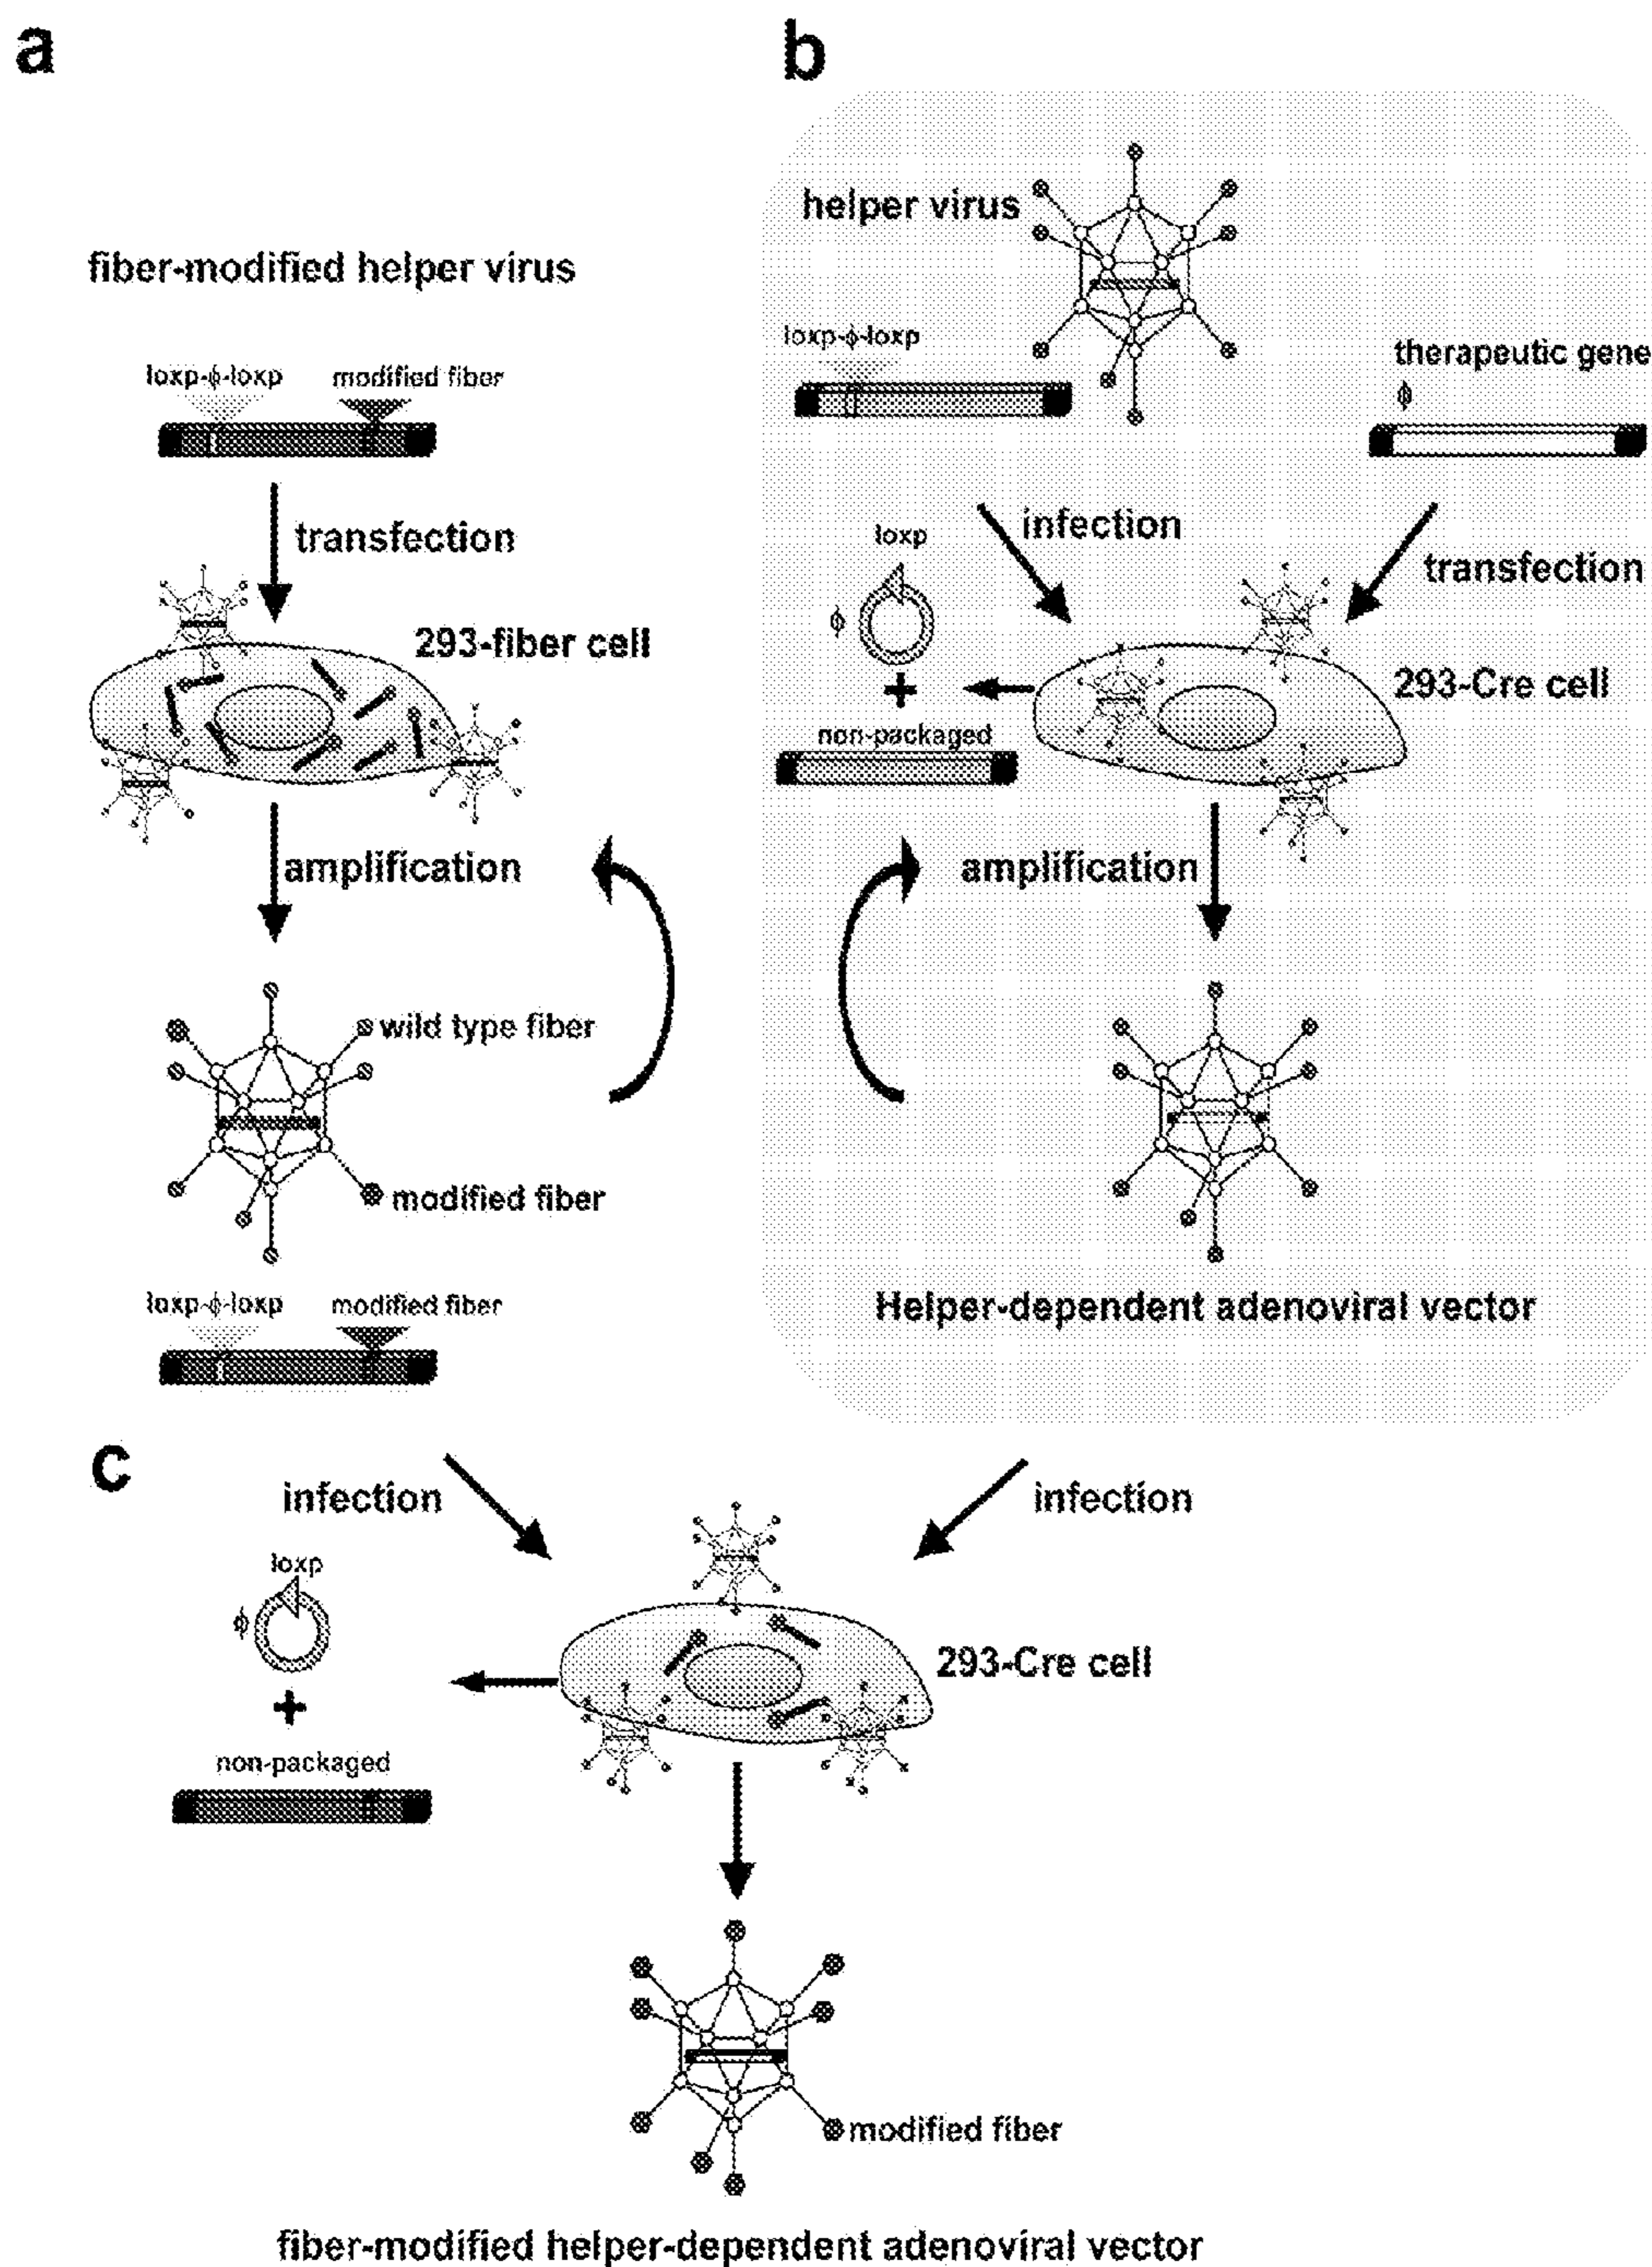 a
fiber-modified helper virus
loxp-ϕ-loxp modified fiber
transfection
293-fiber cell
amplification
wild type fiber
modified fiber
loxp-ϕ-loxp modified fiber
b
helper virus
loxp-ϕ-loxp
therapeutic gene
ϕ
infection
transfection
loxp
ϕ
+
293-Cre cell
non-packaged
amplification
Helper-dependent adenoviral vector
c
infection
infection
loxp
ϕ
293-Cre cell
+
non-packaged
modified fiber
fiber-modified helper-dependent adenoviral vector